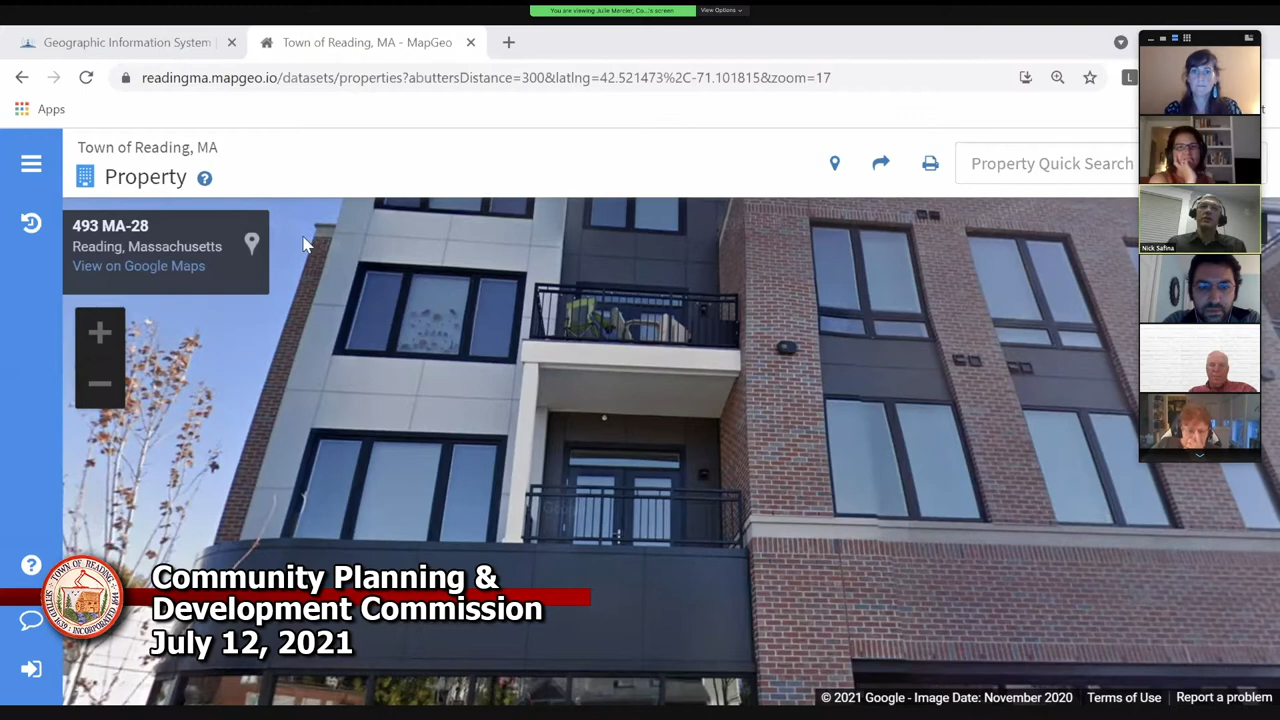 You are viewing Julie Mercier, Co...'s screen
View Options
Geographic Information System
Town of Reading, MA - MapGeo
readingma.mapgeo.io/datasets/properties?abuttersDistance=300&latlng=42.521473%2C-71.101815&zoom=17
L
Apps
Town of Reading, MA
Property
Property Quick Search
493 MA-28
Reading, Massachusetts
View on Google Maps
Nick Safina
TOWN OF READING
Community Planning &
Development Commission
July 12, 2021
© 2021 Google - Image Date: November 2020
Terms of Use
Report a problem